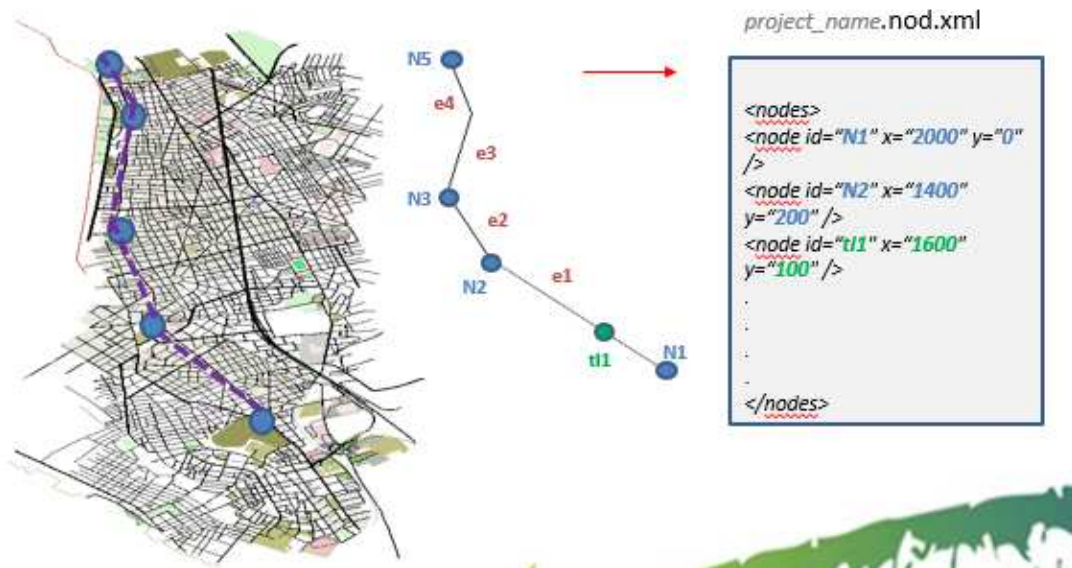 project_name.nod.xml
N5
e4
e3
N3
e2
N2
e1
tl1
N1
<nodes>
<node id="N1" x="2000" y="0"
/>
<node id="N2" x="1400"
y="200" />
<node id="tl1" x="1600"
y="100" />
.
.
.
.
</nodes>